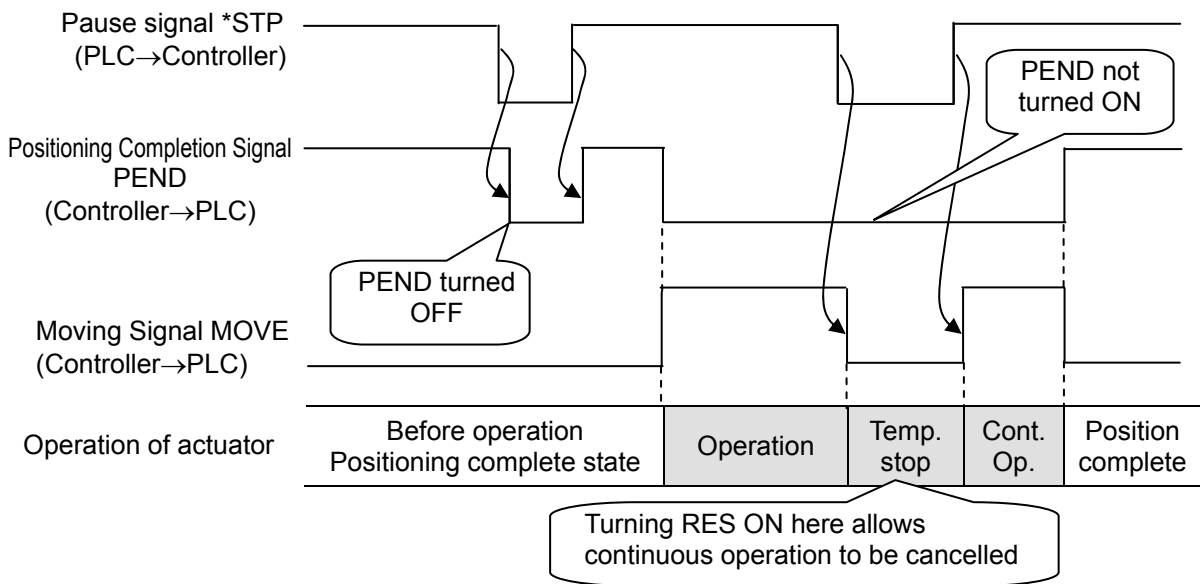 Pause signal *STP
(PLC→Controller)
PEND not
turned ON
Positioning Completion Signal
PEND
(Controller→PLC)
PEND turned
OFF
Moving Signal MOVE
(Controller→PLC)
Operation of actuator
Before operation
Positioning complete state
Operation
Temp.
stop
Cont.
Op.
Position
complete
Turning RES ON here allows
continuous operation to be cancelled